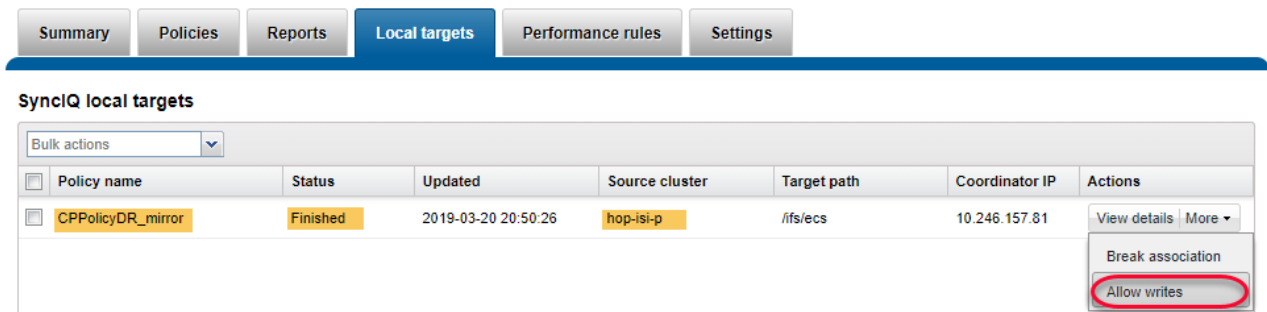 Summary Policies Reports Local targets Performance rules Settings
SyncIQ local targets
Bulk actions
Policy name Status Updated Source cluster Target path Coordinator IP Actions
CPPolicyDR_mirror Finished 2019-03-20 20:50:26 hop-isi-p /ifs/ecs 10.246.157.81 View details More
Break association
Allow writes